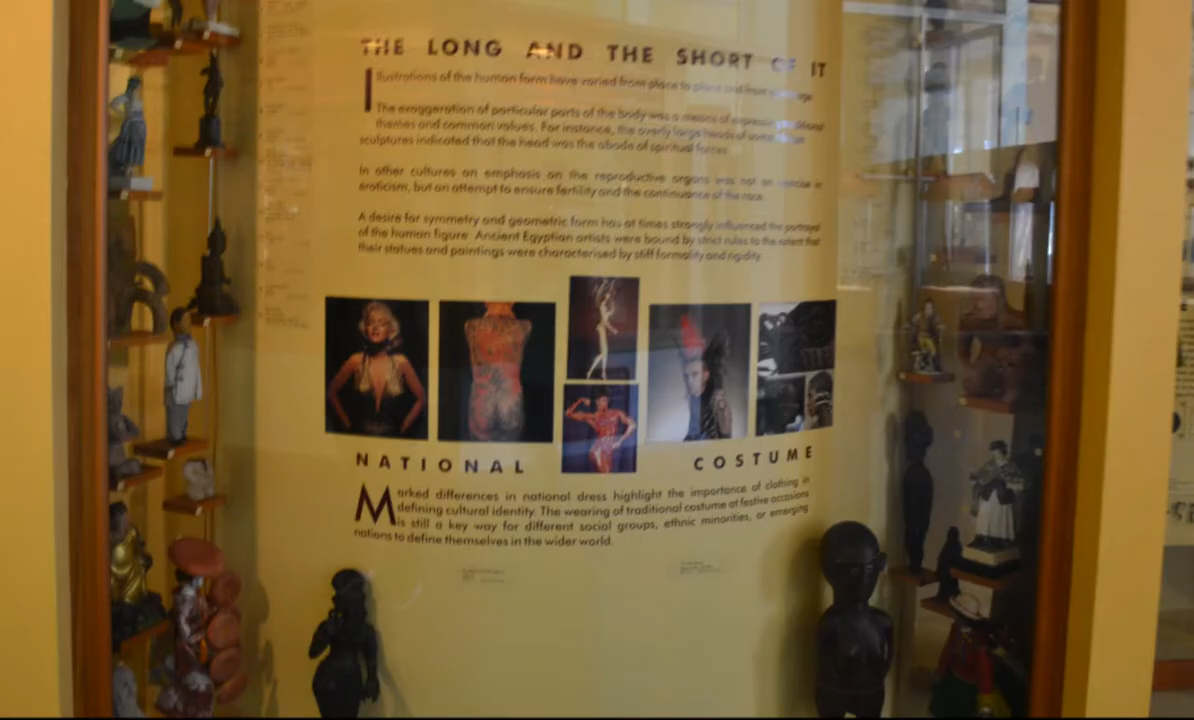 THE LONG AND THE SHORT OF IT
Illustrations of the human form have varied from place to place and from age
The exaggeration of particular parts of the body was a means of expressing
themes and common values. For instance, the overly large heads of some
sculptures indicated that the head was the abode of spiritual forces.
In other cultures an emphasis on the reproductive organs was not an exercise in
eroticism, but an attempt to ensure fertility and the continuance of the race.
A desire for symmetry and geometric form has at times strongly influenced the portrayal
of the human figure. Ancient Egyptian artists were bound by strict rules to the extent that
their statues and paintings were characterised by stiff formality and rigidity.
NATIONAL COSTUME
Marked differences in national dress highlight the importance of clothing in
defining cultural identity. The wearing of traditional costume at festive occasions
is still a key way for different social groups, ethnic minorities, or emerging
nations to define themselves in the wider world.